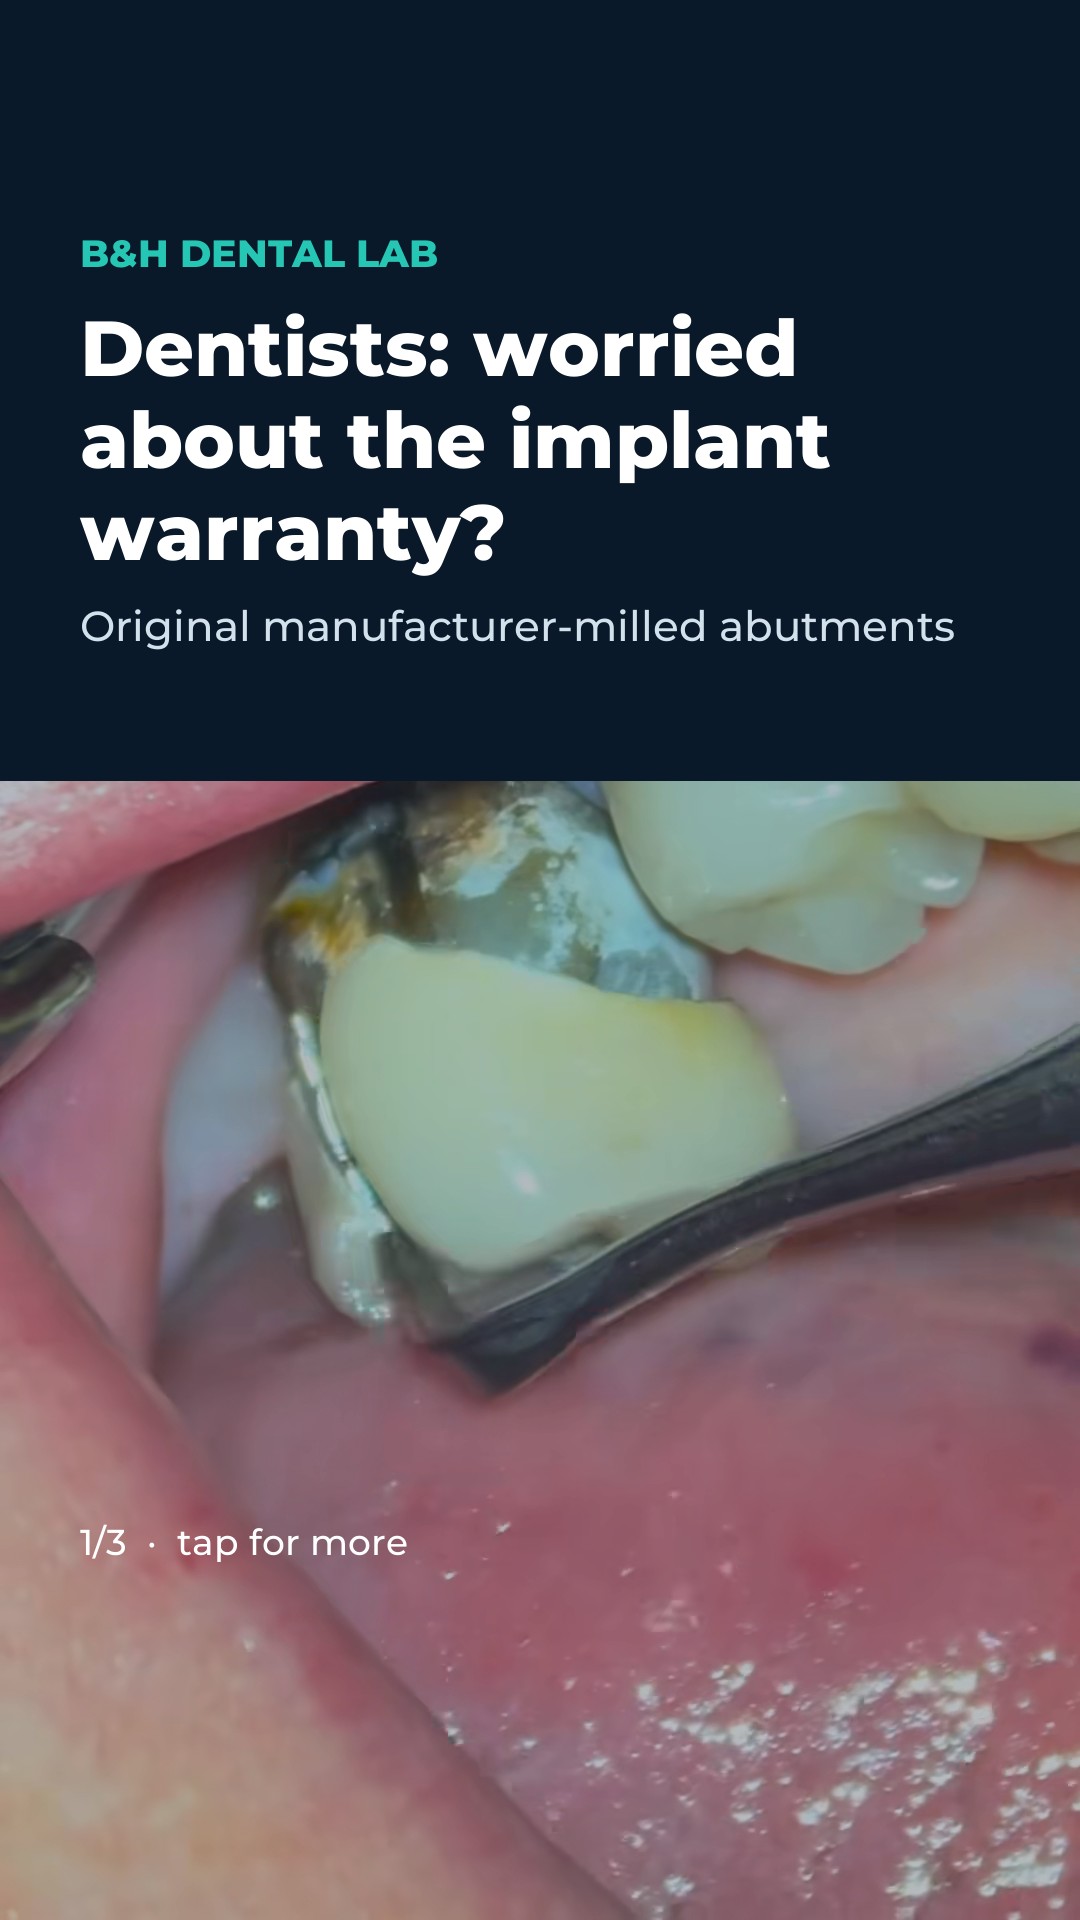 B&H DENTAL LAB
Dentists: worried
about the implant
warranty?
Original manufacturer-milled abutments
1/3 · tap for more